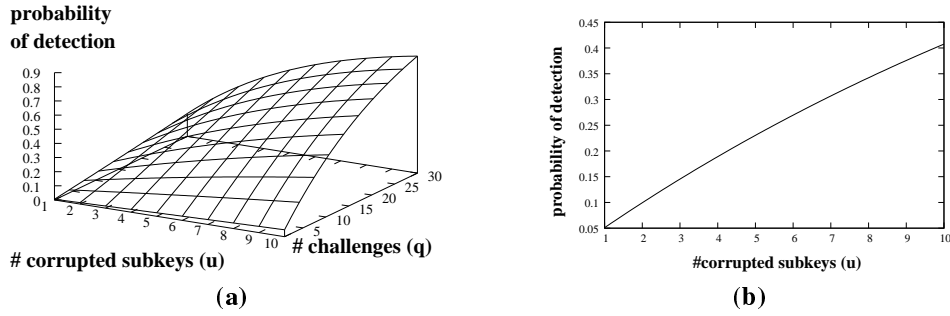 probability
of detection
0.9
0.8
0.7
0.6
0.5
0.4
0.3
0.2
0.1
0
1 2 3 4 5 6 7 8 9 10
5 10 15 20 25 30
# challenges (q)
# corrupted subkeys (u)
(a)
0.45
0.4
0.35
0.3
0.25
0.2
0.15
0.1
0.05
probability of detection
1 2 3 4 5 6 7 8 9 10
#corrupted subkeys (u)
(b)